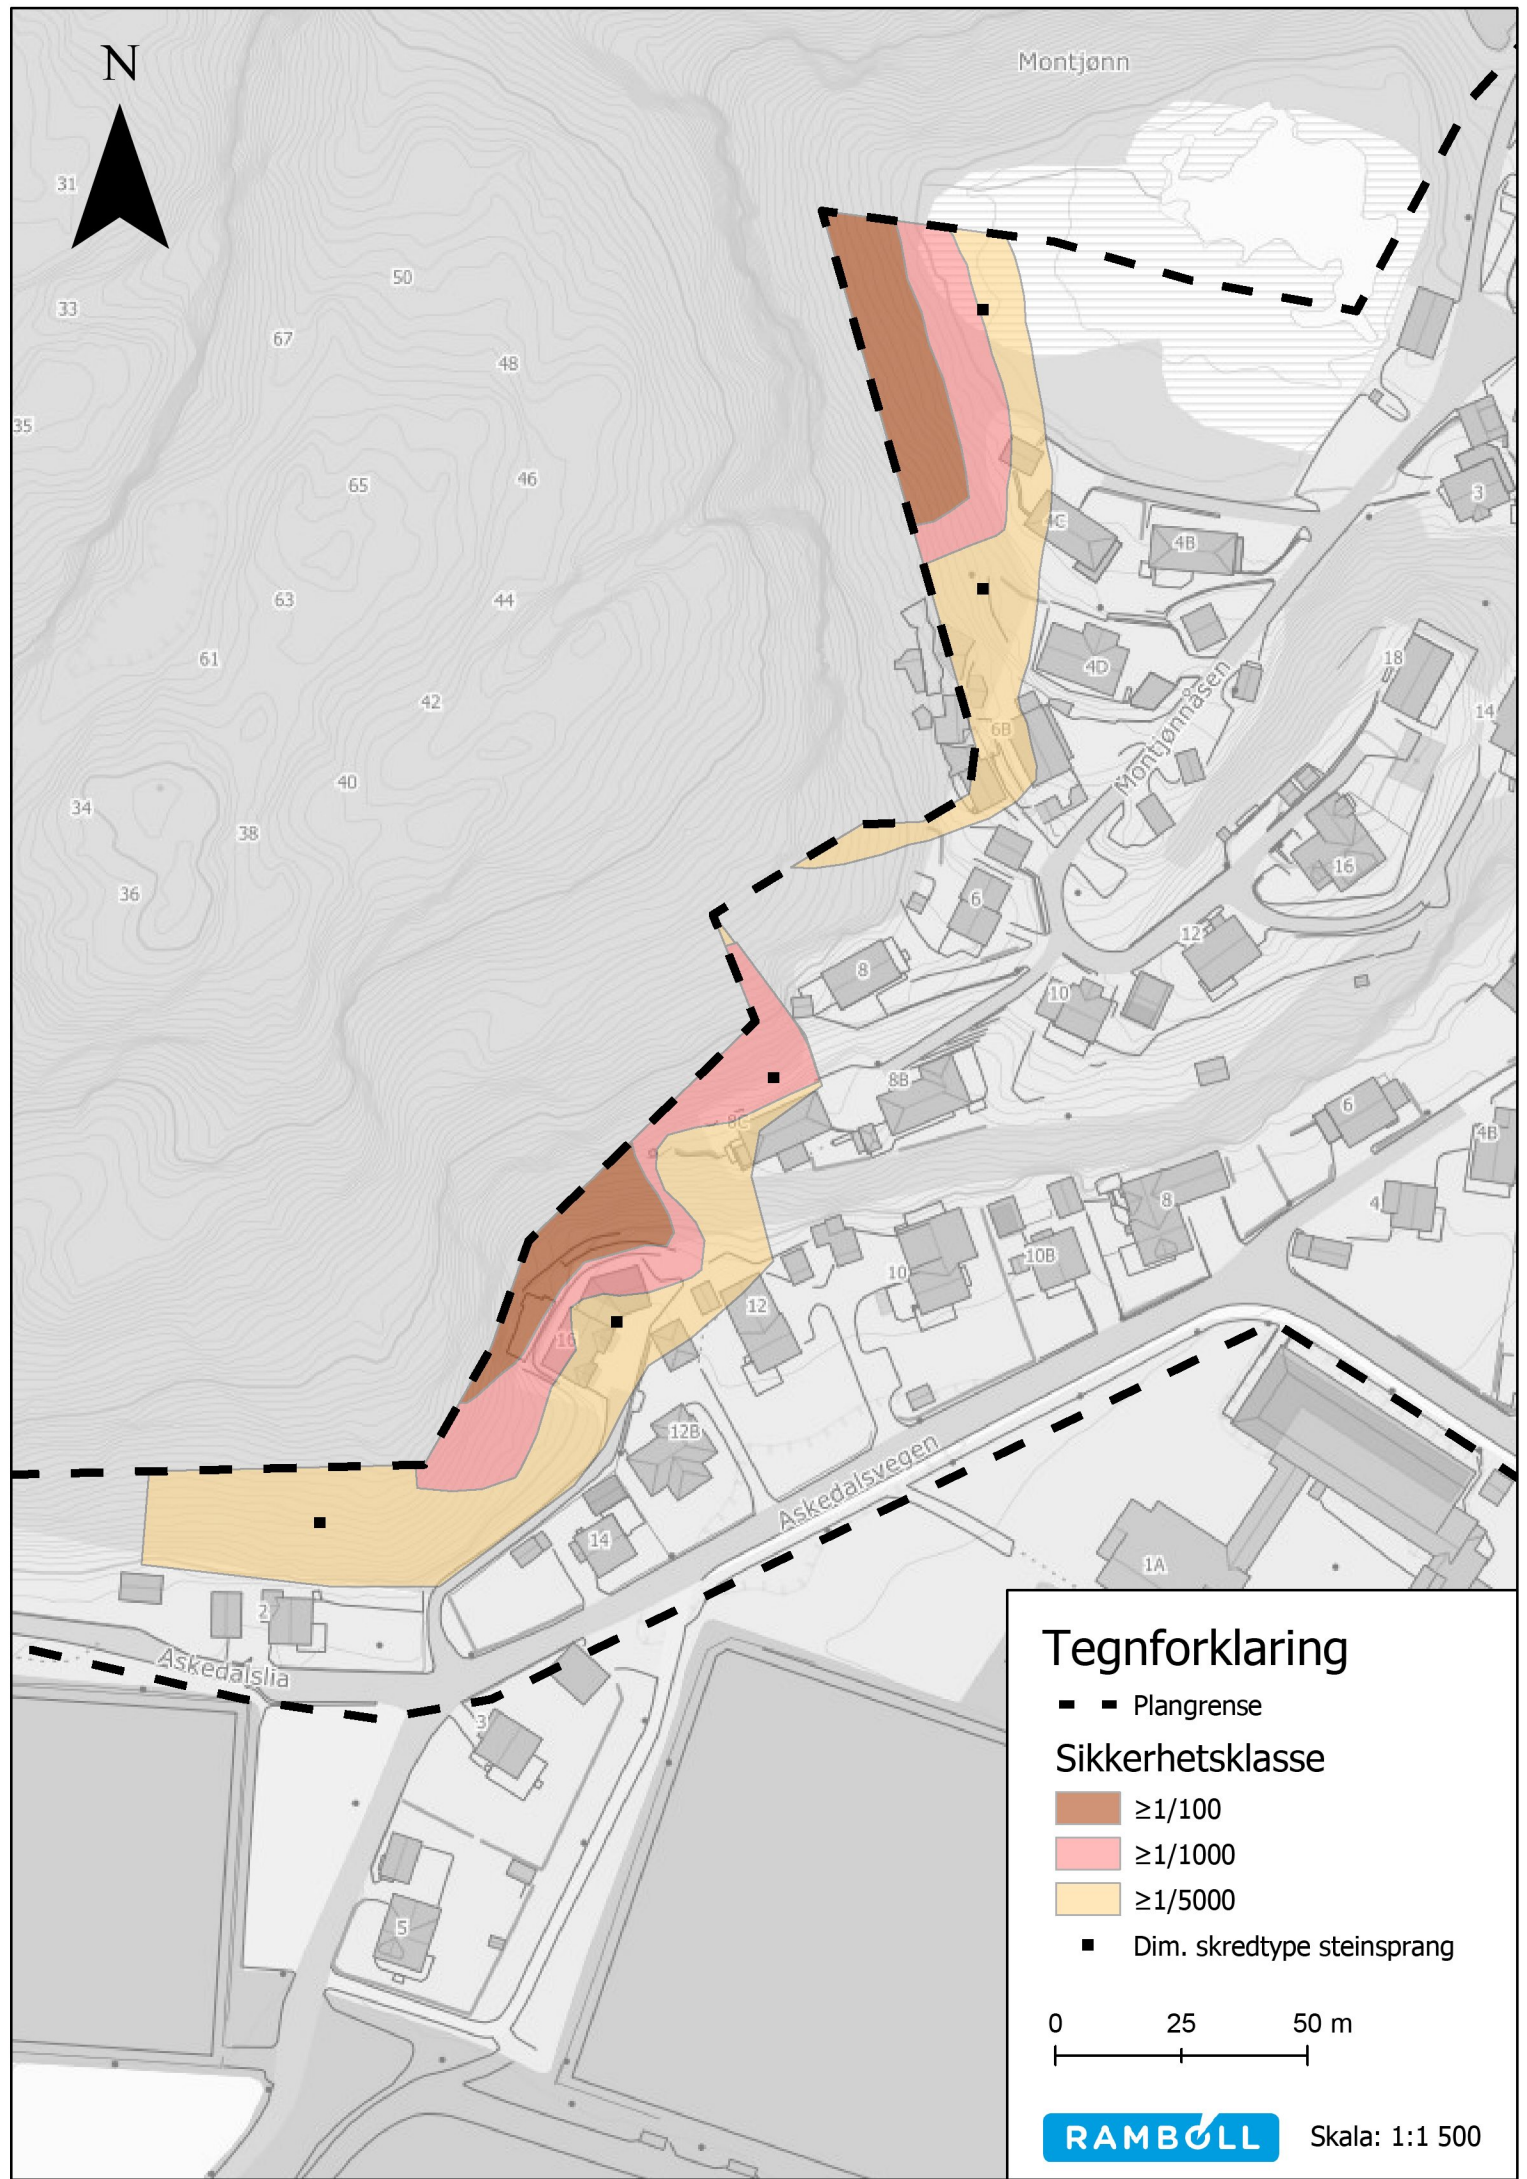 N
Montjønn
31
50
33
67
48
35
65
46
3
4C
4B
63
44
61
4D
18
42
14
6B
Montjønnåsen
40
34
38
16
36
6
12
8
10
8B
6
8C
4B
8
4
10B
10
12
16
12B
Askedalsvegen
14
1A
2
Askedalslia
3
5
Tegnforklaring
Plangrense
Sikkerhetsklasse
≥1/100
≥1/1000
≥1/5000
Dim. skredtype steinsprang
0 25 50 m
RAMBOLL Skala: 1:1 500